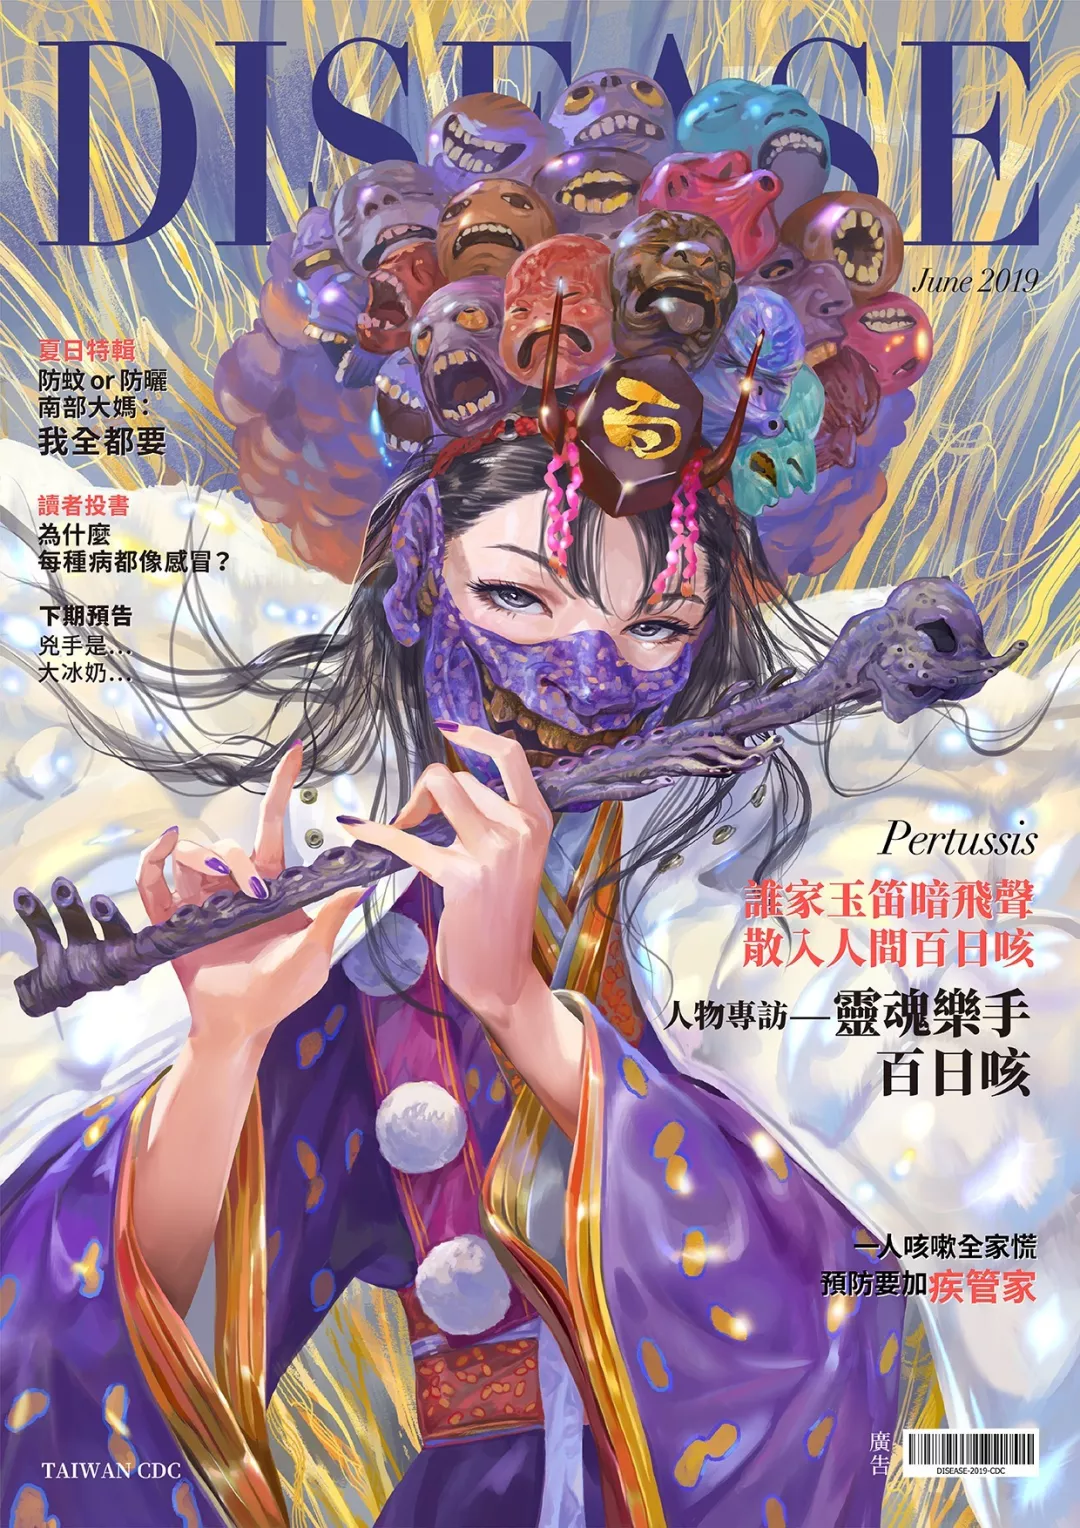 DISEASE
June 2019
夏日特輯
防蚊 or 防曬
南部大媽：
我全都要
讀者投書
為什麼
每種病都像感冒？
下期預告
兇手是…
大冰奶…
百
Pertussis
誰家玉笛暗飛聲
散入人間百日咳
人物專訪—靈魂樂手
百日咳
一人咳嗽全家慌
預防要加疾管家
TAIWAN CDC
廣告
DISEASE-2019-CDC